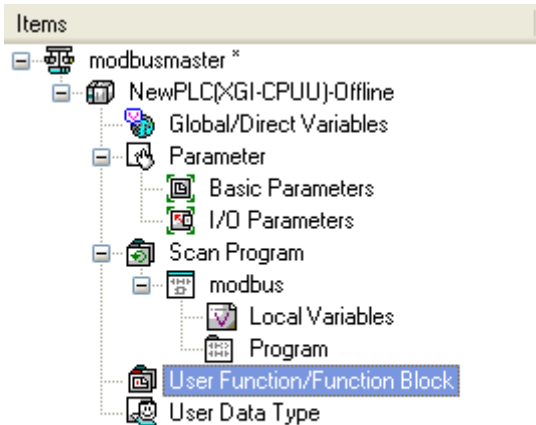 Items
modbusmaster *
NewPLC(XGI-CPUU)-Offline
Global/Direct Variables
Parameter
Basic Parameters
I/O Parameters
Scan Program
modbus
Local Variables
Program
User Function/Function Block
User Data Type